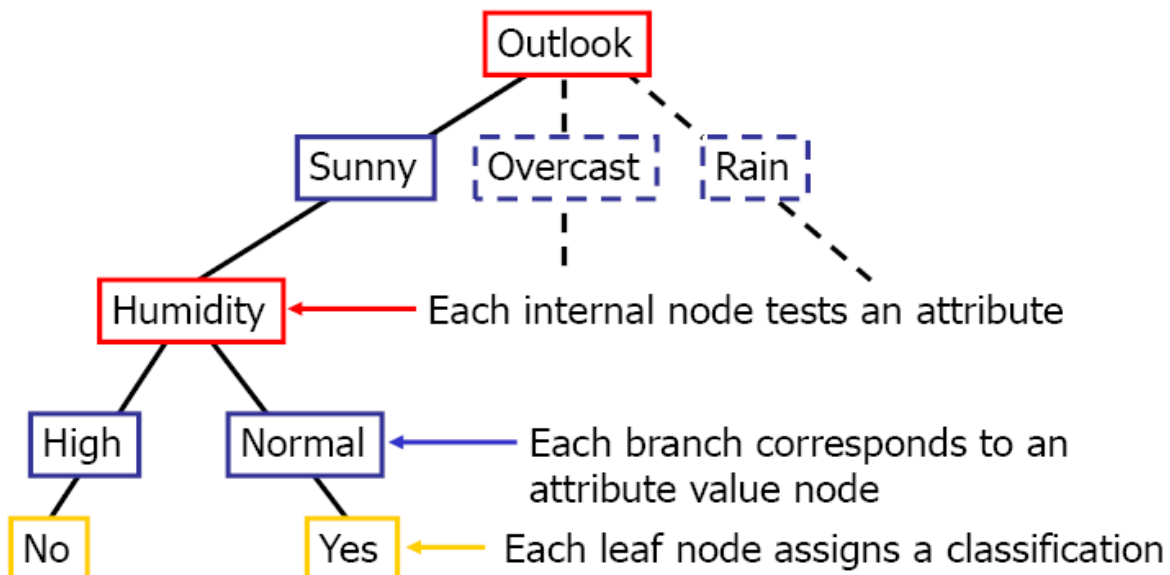 Outlook
Sunny
Overcast
Rain
Humidity
Each internal node tests an attribute
High
Normal
Each branch corresponds to an
attribute value node
No
Yes
Each leaf node assigns a classification